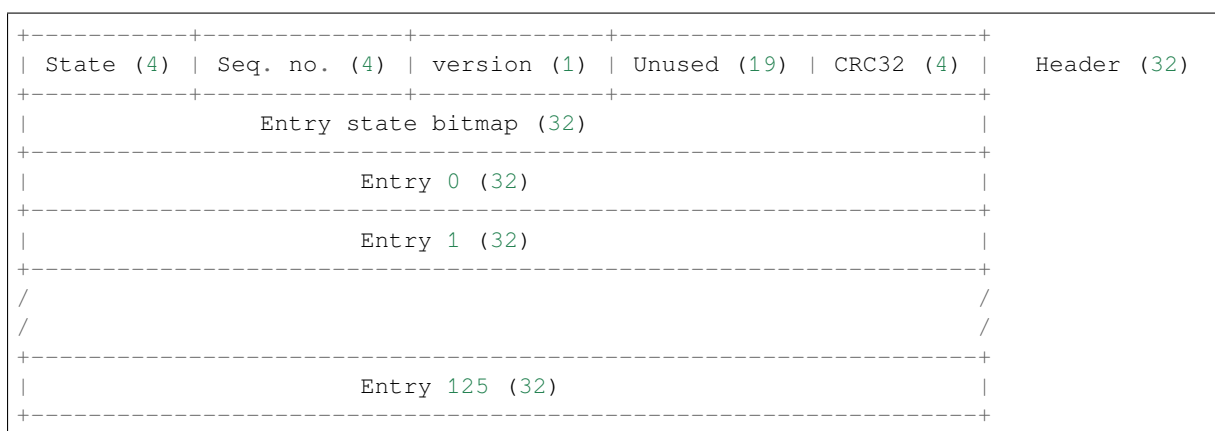 +-----------+--------------+-------------+-------------------------+
| State (4) | Seq. no. (4) | version (1) | Unused (19) | CRC32 (4) |   Header (32)
+-----------+--------------+-------------+-------------------------+
|                Entry state bitmap (32)                           |
+------------------------------------------------------------------+
|                       Entry 0 (32)                               |
+------------------------------------------------------------------+
|                       Entry 1 (32)                               |
+------------------------------------------------------------------+
/                                                                  /
/                                                                  /
+------------------------------------------------------------------+
|                       Entry 125 (32)                             |
+------------------------------------------------------------------+